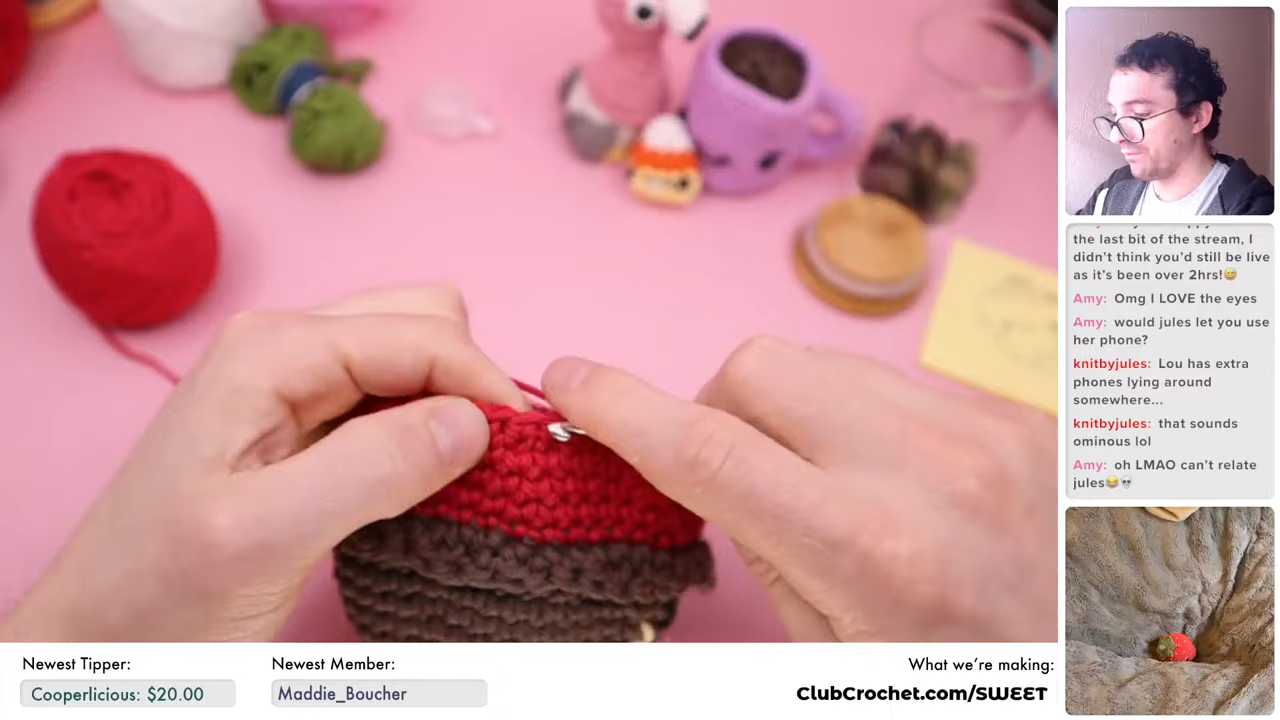 the last bit of the stream, I
didn't think you'd still be live
as it's been over 2hrs!😅
Amy: Omg I LOVE the eyes
Amy: would jules let you use
her phone?
knitbyjules: Lou has extra
phones lying around
somewhere...
knitbyjules: that sounds
ominous lol
Amy: oh LMAO can't relate
jules😂💀
Newest Tipper:
Cooperlicious: $20.00
Newest Member:
Maddie_Boucher
What we're making:
ClubCrochet.com/SWEET